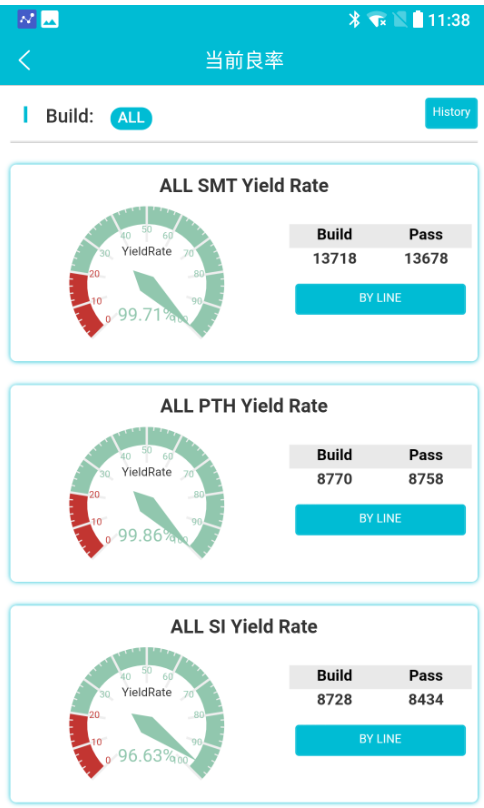 11:38
当前良率
Build: ALL
History
ALL SMT Yield Rate
0 10 20 30 40 50 60 70 80 90 100
YieldRate
99.71%
Build Pass
13718 13678
BY LINE
ALL PTH Yield Rate
0 10 20 30 40 50 60 70 80 90 100
YieldRate
99.86%
Build Pass
8770 8758
BY LINE
ALL SI Yield Rate
0 10 20 30 40 50 60 70 80 90 100
YieldRate
96.63%
Build Pass
8728 8434
BY LINE